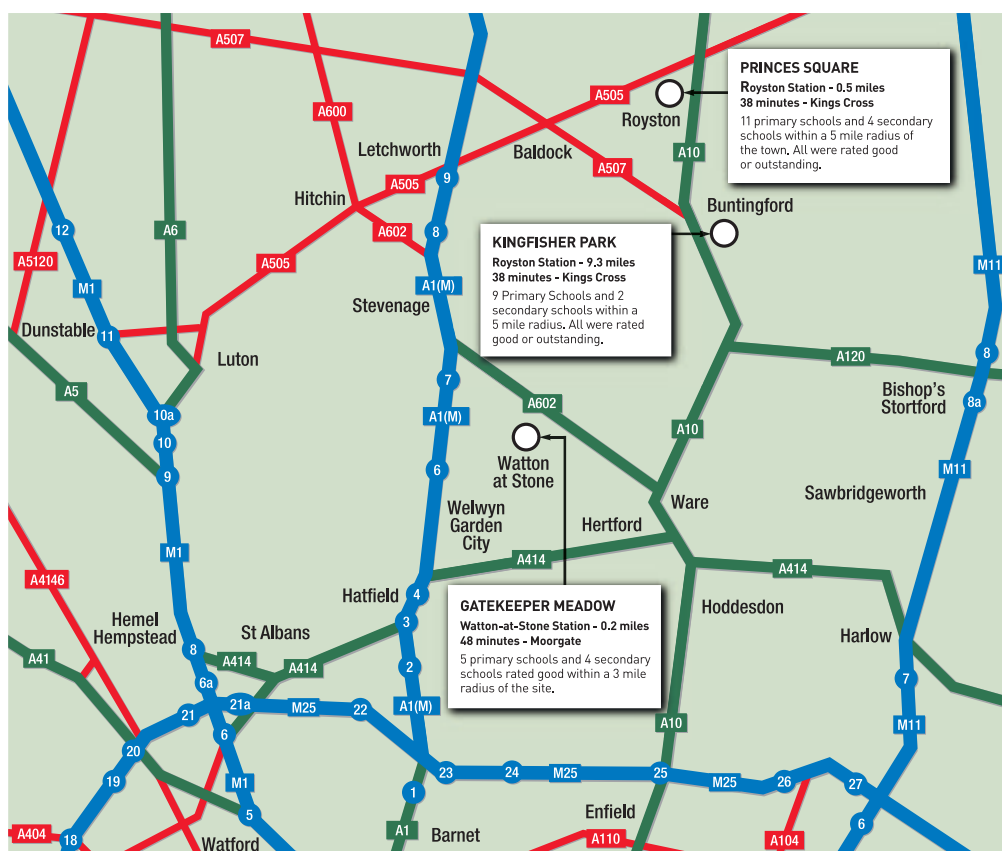 A507
A600
A505
Royston
PRINCES SQUARE
Royston Station - 0.5 miles
38 minutes - Kings Cross
11 primary schools and 4 secondary
schools within a 5 mile radius of
the town. All were rated good
or outstanding.
Letchworth
Baldock
A10
A507
9
A505
Hitchin
Buntingford
12
A6
A602
8
KINGFISHER PARK
Royston Station - 9.3 miles
38 minutes - Kings Cross
9 Primary Schools and 2
secondary schools within a
5 mile radius. All were rated
good or outstanding.
A5120
A505
M11
M1
A1(M)
Stevenage
Dunstable
11
Luton
A120
8
7
A5
Bishop's
Stortford
8a
A602
10a
A1(M)
A10
10
Watton
at Stone
9
6
M11
Sawbridgeworth
Ware
Welwyn
Garden
City
Hertford
M1
A414
A414
A4146
Hatfield
4
Hoddesdon
GATEKEEPER MEADOW
Watton-at-Stone Station - 0.2 miles
48 minutes - Moorgate
5 primary schools and 4 secondary
schools rated good within a 3 mile
radius of the site.
Hemel
Hempstead
St Albans
3
Harlow
8
A41
A414
A414
2
6a
7
21a
M25
22
A1(M)
21
A10
M11
6
20
19
M1
23
24
M25
25
M25
26
27
5
1
Enfield
6
18
A404
Watford
A1
Barnet
A110
A104